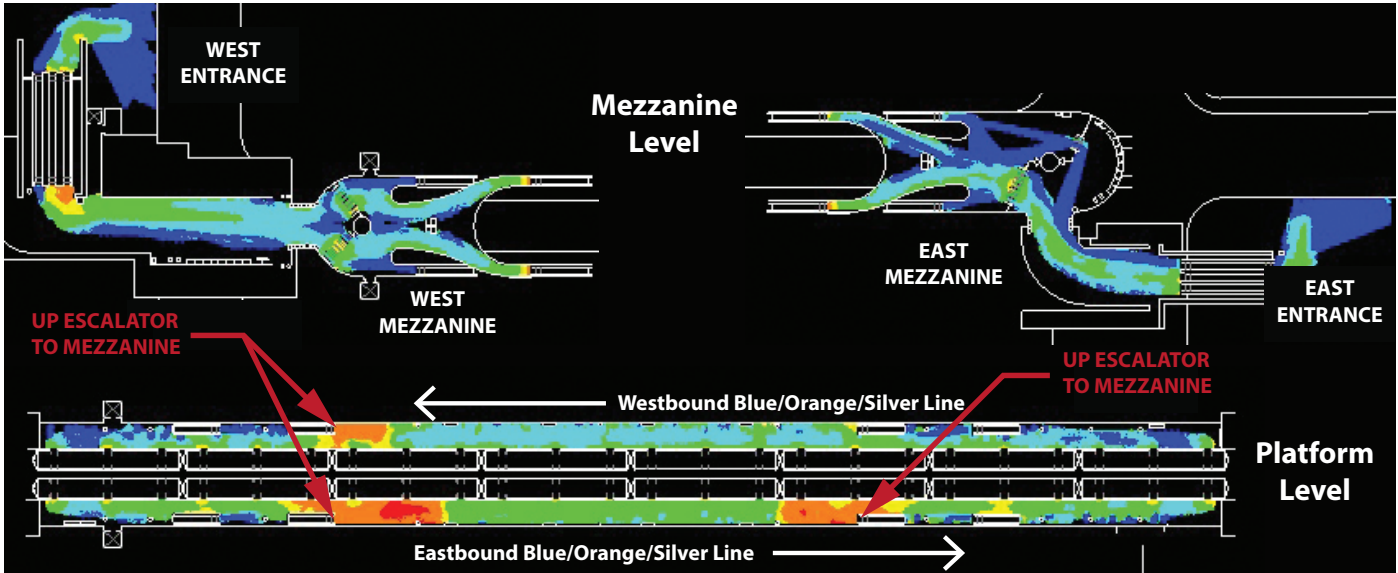 WEST
ENTRANCE
Mezzanine
Level
EAST
MEZZANINE
EAST
ENTRANCE
WEST
MEZZANINE
UP ESCALATOR
TO MEZZANINE
UP ESCALATOR
TO MEZZANINE
Westbound Blue/Orange/Silver Line
Platform
Level
Eastbound Blue/Orange/Silver Line